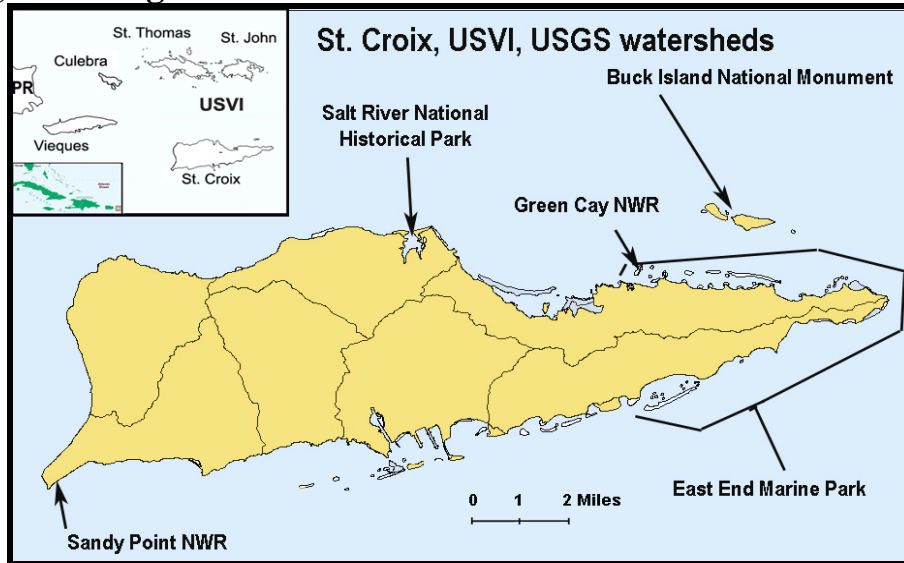 St. Croix, USVI, USGS watersheds
St. Thomas
St. John
Culebra
PR
USVI
Vieques
St. Croix
Buck Island National Monument
Salt River National
Historical Park
Green Cay NWR
East End Marine Park
0 1 2 Miles
Sandy Point NWR